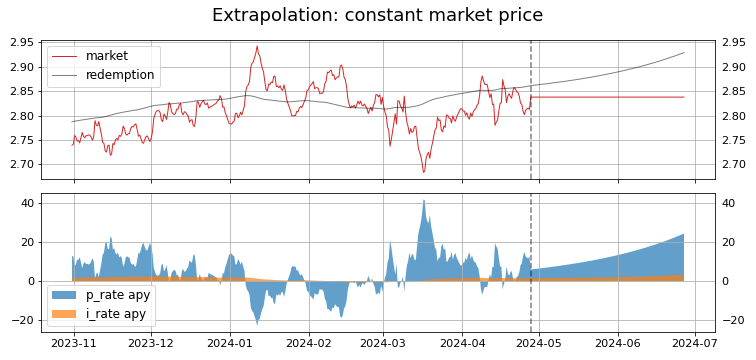 Extrapolation: constant market price
2.95 2.95
market
2.90 2.90
redemption
2.85 2.85
2.80 2.80
2.75 2.75
2.70 2.70
40 40
20 20
0 0
p_rate apy
i_rate apy
−20 −20
2023-11 2023-12 2024-01 2024-02 2024-03 2024-04 2024-05 2024-06 2024-07